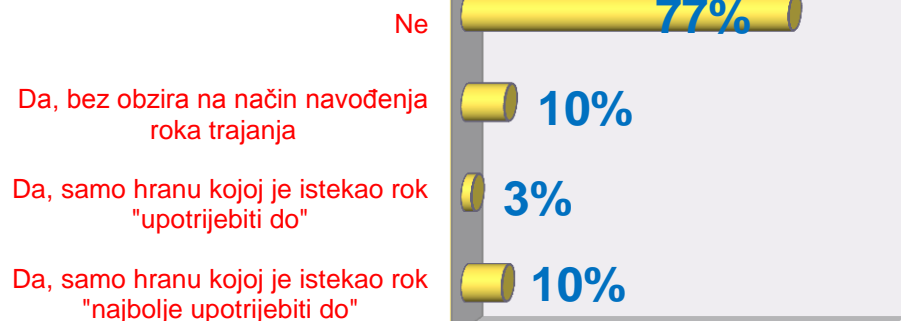 Ne
77%
Da, bez obzira na način navođenja
roka trajanja
10%
Da, samo hranu kojoj je istekao rok
"upotrijebiti do"
3%
Da, samo hranu kojoj je istekao rok
"najbolje upotrijebiti do"
10%